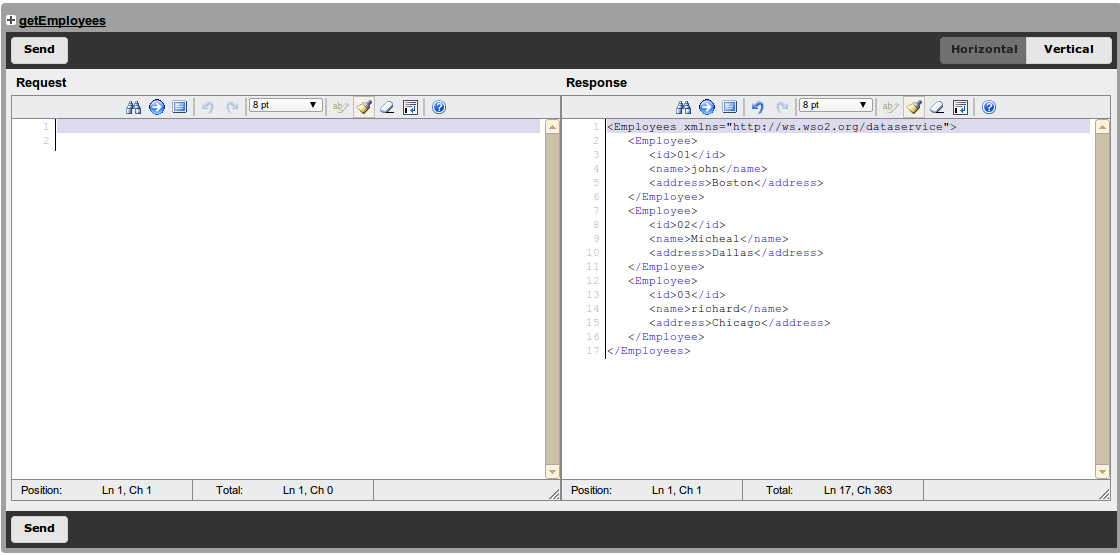 getEmployees
Send
Horizontal Vertical
Request
8 pt
ab
1
2
Position: Ln 1, Ch 1 Total: Ln 1, Ch 0
Response
8 pt
ab
1 <Employees xmlns="http://ws.wso2.org/dataservice">
2 <Employee>
3 <id>01</id>
4 <name>john</name>
5 <address>Boston</address>
6 </Employee>
7 <Employee>
8 <id>02</id>
9 <name>Micheal</name>
10 <address>Dallas</address>
11 </Employee>
12 <Employee>
13 <id>03</id>
14 <name>richard</name>
15 <address>Chicago</address>
16 </Employee>
17 </Employees>
Position: Ln 1, Ch 1 Total: Ln 17, Ch 363
Send